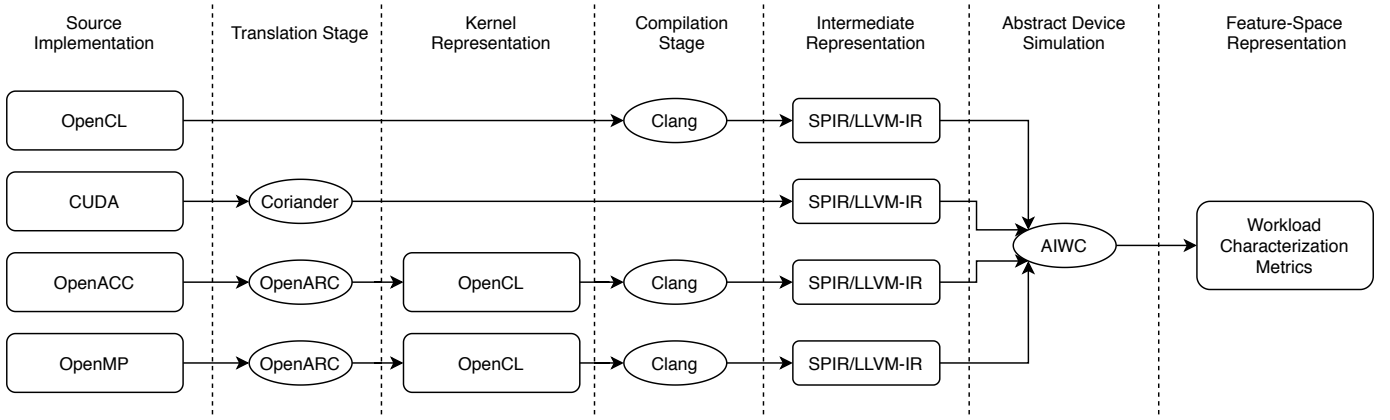 Source
Implementation
Translation Stage
Kernel
Representation
Compilation
Stage
Intermediate
Representation
Abstract Device
Simulation
Feature-Space
Representation
OpenCL
Clang
SPIR/LLVM-IR
CUDA
Coriander
SPIR/LLVM-IR
AIWC
Workload
Characterization
Metrics
OpenACC
OpenARC
OpenCL
Clang
SPIR/LLVM-IR
OpenMP
OpenARC
OpenCL
Clang
SPIR/LLVM-IR